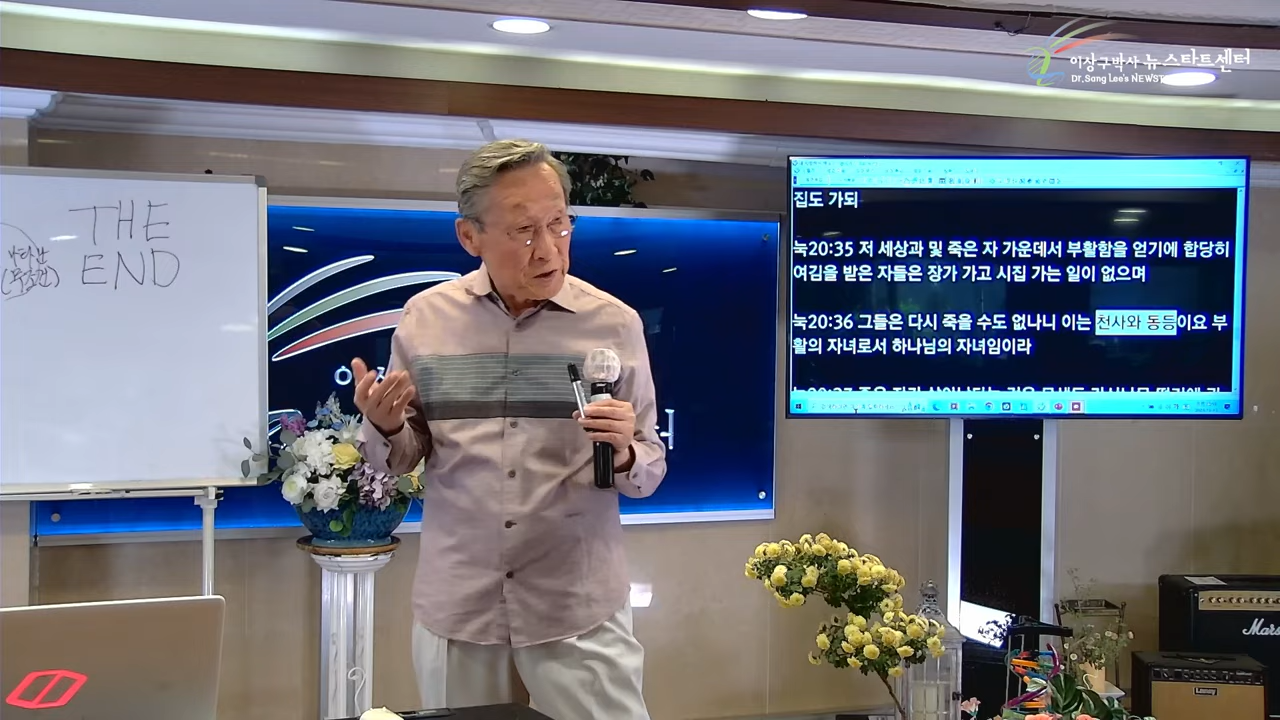 이상구박사 뉴스타트센터
Dr.Sang Lee's NEWST
THE
END
집도 가되
눅20:35 저 세상과 및 죽은 자 가운데서 부활함을 얻기에 합당히
여김을 받은 자들은 장가 가고 시집 가는 일이 없으며
눅20:36 그들은 다시 죽을 수도 없나니 이는 천사와 동등이요 부
활의 자녀로서 하나님의 자녀임이라
Laney